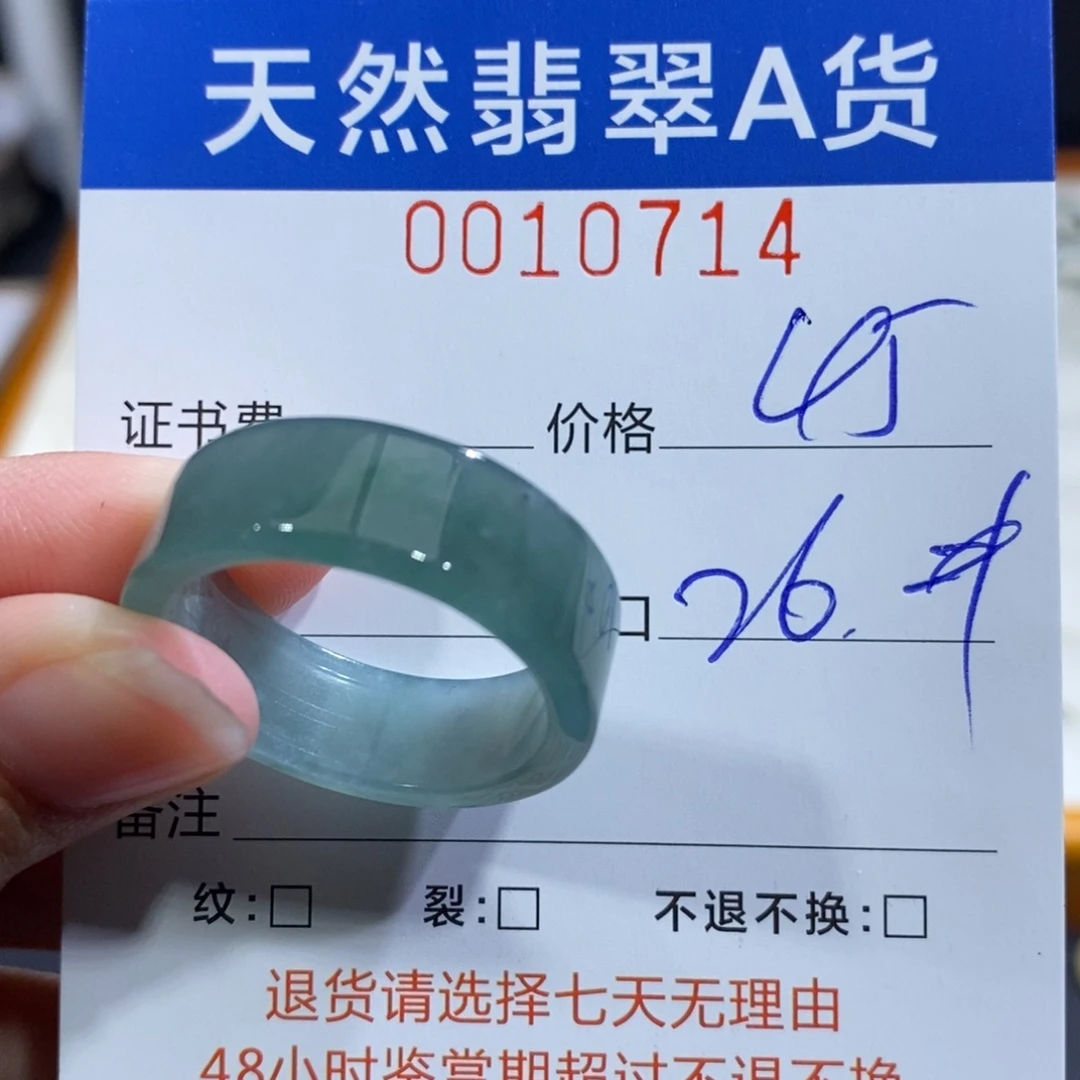 天然翡翠A货
0010714
证书费 价格 45
口 26.
备注
纹:□ 裂:□ 不退不换:□
退货请选择七天无理由
48小时鉴赏期超过不退不换